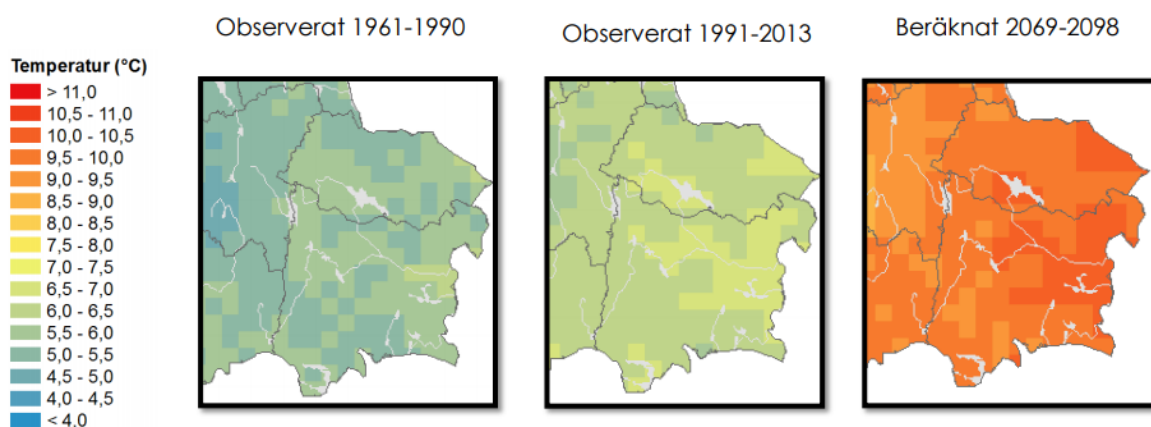 Observerat 1961-1990
Observerat 1991-2013
Beräknat 2069-2098
Temperatur (°C)
> 11,0
10,5 - 11,0
10,0 - 10,5
9,5 - 10,0
9,0 - 9,5
8,5 - 9,0
8,0 - 8,5
7,5 - 8,0
7,0 - 7,5
6,5 - 7,0
6,0 - 6,5
5,5 - 6,0
5,0 - 5,5
4,5 - 5,0
4,0 - 4,5
< 4,0